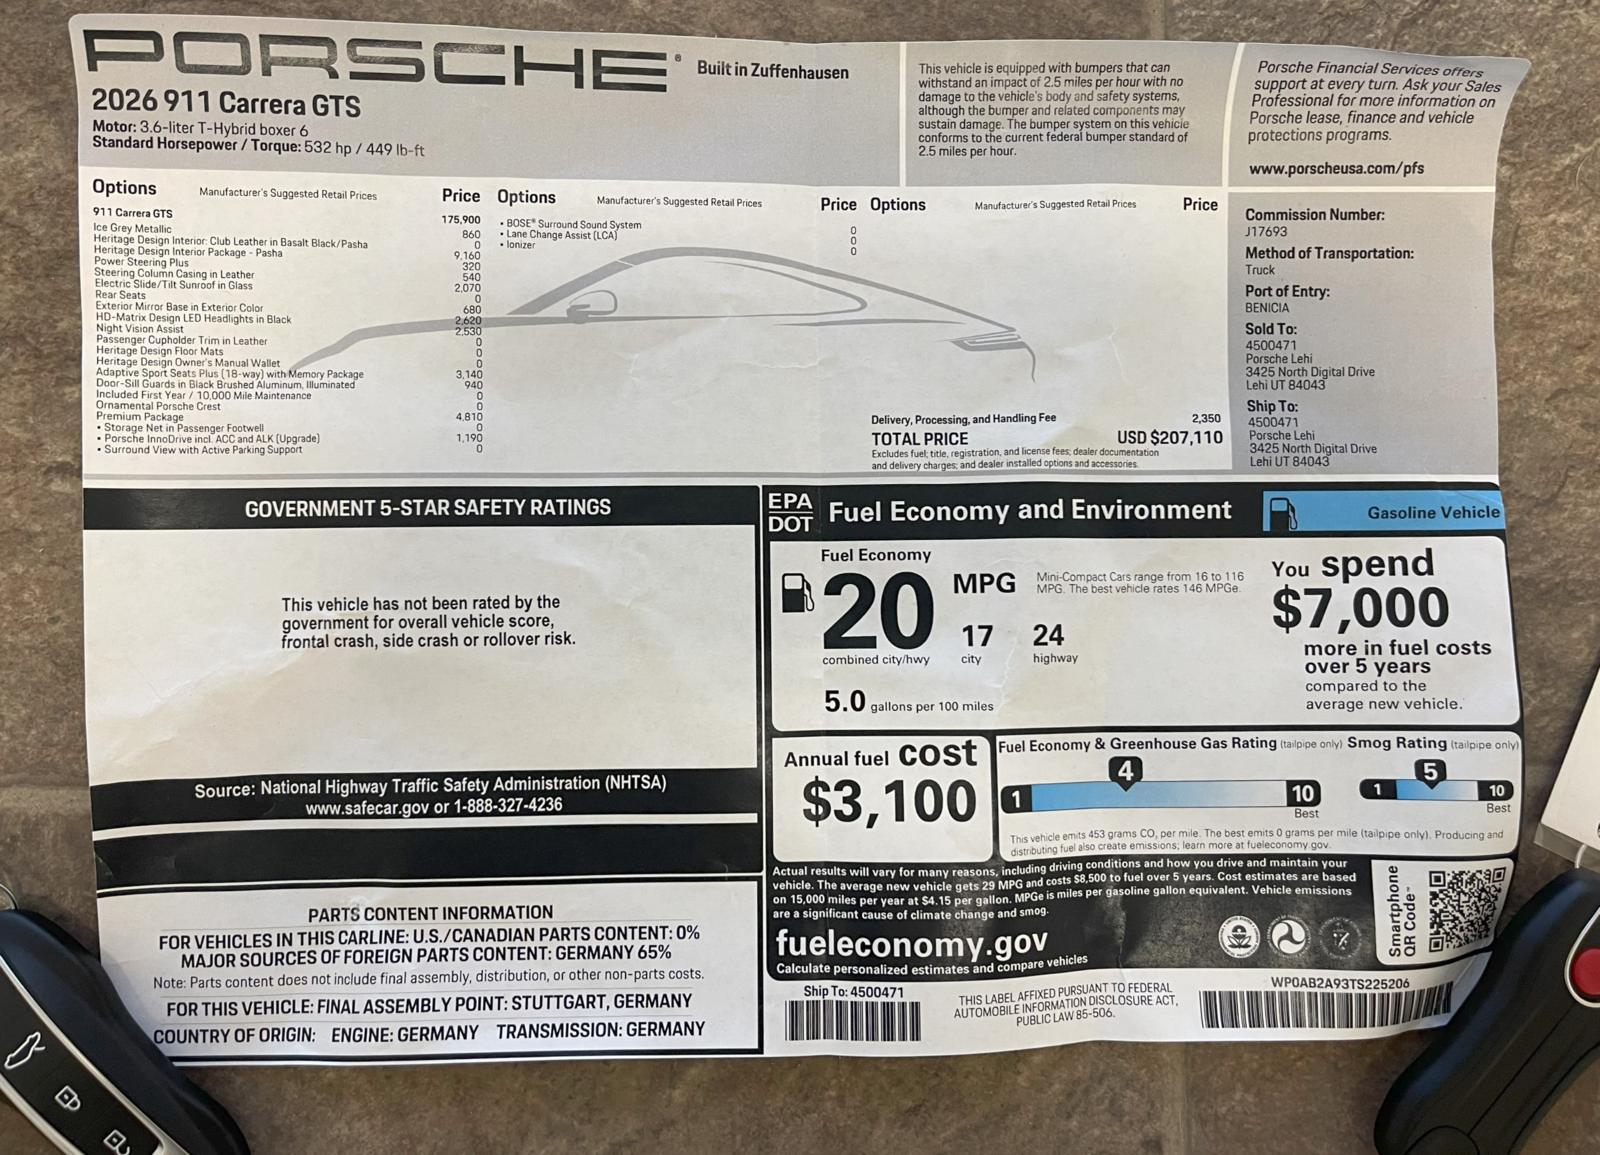 PORSCHE®
Built in Zuffenhausen
2026 911 Carrera GTS
Motor: 3.6-liter T-Hybrid boxer 6
Standard Horsepower / Torque: 532 hp / 449 lb-ft
This vehicle is equipped with bumpers that can
withstand an impact of 2.5 miles per hour with no
damage to the vehicle's body and safety systems,
although the bumper and related components may
sustain damage. The bumper system on this vehicle
conforms to the current federal bumper standard of
2.5 miles per hour.
Porsche Financial Services offers
support at every turn. Ask your Sales
Professional for more information on
Porsche lease, finance and vehicle
protections programs.
www.porscheusa.com/pfs
Options Manufacturer's Suggested Retail Prices Price
911 Carrera GTS 175,900
Ice Grey Metallic 860
Heritage Design Interior: Club Leather in Basalt Black/Pasha 0
Heritage Design Interior Package - Pasha 9,160
Power Steering Plus 320
Steering Column Casing in Leather 540
Electric Slide/Tilt Sunroof in Glass 2,070
Rear Seats 0
Exterior Mirror Base in Exterior Color 680
HD-Matrix Design LED Headlights in Black 2,620
Night Vision Assist 2,530
Passenger Cupholder Trim in Leather 0
Heritage Design Floor Mats 0
Heritage Design Owner's Manual Wallet 0
Adaptive Sport Seats Plus (18-way) with Memory Package 3,140
Door-Sill Guards in Black Brushed Aluminum, Illuminated 940
Included First Year / 10,000 Mile Maintenance 0
Ornamental Porsche Crest 0
Premium Package 4,810
• Storage Net in Passenger Footwell 0
• Porsche InnoDrive incl. ACC and ALK (Upgrade) 1,190
• Surround View with Active Parking Support 0
Options Manufacturer's Suggested Retail Prices Price
• BOSE® Surround Sound System 0
• Lane Change Assist (LCA) 0
• Ionizer 0
Options Manufacturer's Suggested Retail Prices Price
Delivery, Processing, and Handling Fee 2,350
TOTAL PRICE USD $207,110
Excludes fuel; title, registration, and license fees; dealer documentation
and delivery charges; and dealer installed options and accessories.
Commission Number:
J17693
Method of Transportation:
Truck
Port of Entry:
BENICIA
Sold To:
4500471
Porsche Lehi
3425 North Digital Drive
Lehi UT 84043
Ship To:
4500471
Porsche Lehi
3425 North Digital Drive
Lehi UT 84043
GOVERNMENT 5-STAR SAFETY RATINGS
This vehicle has not been rated by the
government for overall vehicle score,
frontal crash, side crash or rollover risk.
Source: National Highway Traffic Safety Administration (NHTSA)
www.safecar.gov or 1-888-327-4236
PARTS CONTENT INFORMATION
FOR VEHICLES IN THIS CARLINE: U.S./CANADIAN PARTS CONTENT: 0%
MAJOR SOURCES OF FOREIGN PARTS CONTENT: GERMANY 65%
Note: Parts content does not include final assembly, distribution, or other non-parts costs.
FOR THIS VEHICLE: FINAL ASSEMBLY POINT: STUTTGART, GERMANY
COUNTRY OF ORIGIN: ENGINE: GERMANY TRANSMISSION: GERMANY
EPA
DOT
Fuel Economy and Environment
Gasoline Vehicle
Fuel Economy
20 MPG
combined city/hwy
17
city
24
highway
5.0 gallons per 100 miles
Mini-Compact Cars range from 16 to 116
MPG. The best vehicle rates 146 MPGe.
You spend
$7,000
more in fuel costs
over 5 years
compared to the
average new vehicle.
Annual fuel cost
$3,100
Fuel Economy & Greenhouse Gas Rating (tailpipe only)
4
1
10
Best
Smog Rating (tailpipe only)
5
1
10
Best
This vehicle emits 453 grams CO2 per mile. The best emits 0 grams per mile (tailpipe only). Producing and
distributing fuel also create emissions; learn more at fueleconomy.gov.
Actual results will vary for many reasons, including driving conditions and how you drive and maintain your
vehicle. The average new vehicle gets 29 MPG and costs $8,500 to fuel over 5 years. Cost estimates are based
on 15,000 miles per year at $4.15 per gallon. MPGe is miles per gasoline gallon equivalent. Vehicle emissions
are a significant cause of climate change and smog.
fueleconomy.gov
Calculate personalized estimates and compare vehicles
Smartphone
QR Code™
Ship To: 4500471
THIS LABEL AFFIXED PURSUANT TO FEDERAL
AUTOMOBILE INFORMATION DISCLOSURE ACT,
PUBLIC LAW 85-506.
WP0AB2A93TS225206